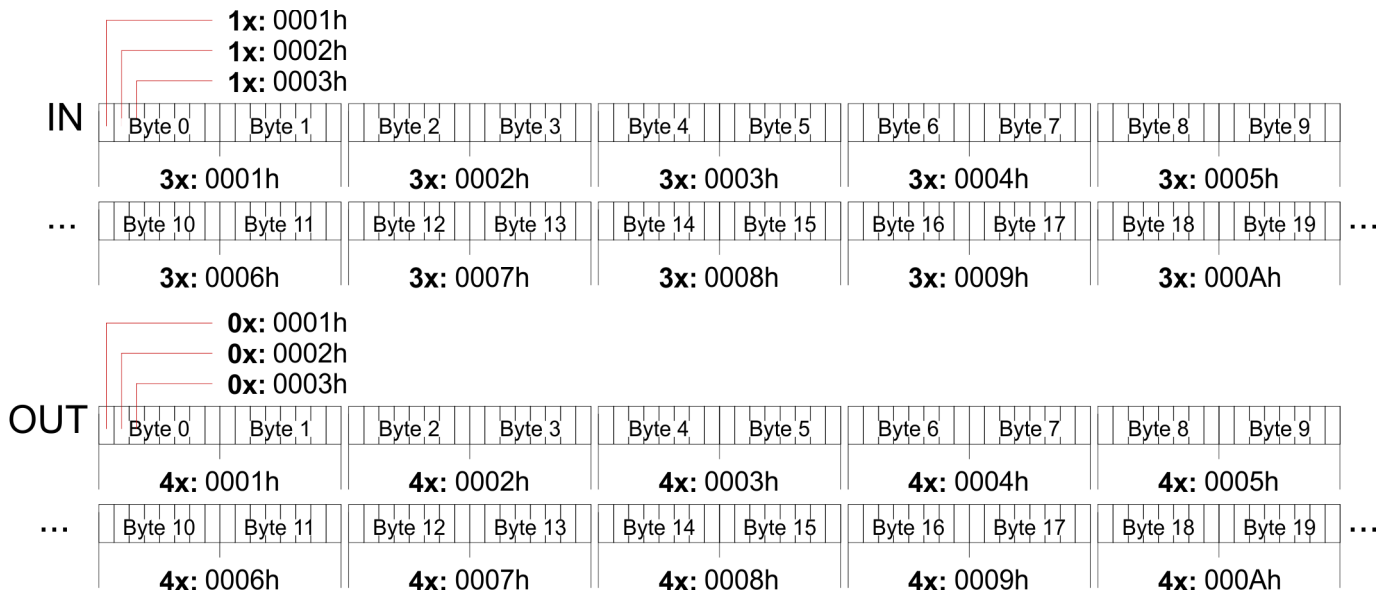 1x: 0001h
1x: 0002h
1x: 0003h
IN Byte 0 Byte 1 Byte 2 Byte 3 Byte 4 Byte 5 Byte 6 Byte 7 Byte 8 Byte 9
3x: 0001h 3x: 0002h 3x: 0003h 3x: 0004h 3x: 0005h
... Byte 10 Byte 11 Byte 12 Byte 13 Byte 14 Byte 15 Byte 16 Byte 17 Byte 18 Byte 19 ...
3x: 0006h 3x: 0007h 3x: 0008h 3x: 0009h 3x: 000Ah
0x: 0001h
0x: 0002h
0x: 0003h
OUT Byte 0 Byte 1 Byte 2 Byte 3 Byte 4 Byte 5 Byte 6 Byte 7 Byte 8 Byte 9
4x: 0001h 4x: 0002h 4x: 0003h 4x: 0004h 4x: 0005h
... Byte 10 Byte 11 Byte 12 Byte 13 Byte 14 Byte 15 Byte 16 Byte 17 Byte 18 Byte 19 ...
4x: 0006h 4x: 0007h 4x: 0008h 4x: 0009h 4x: 000Ah